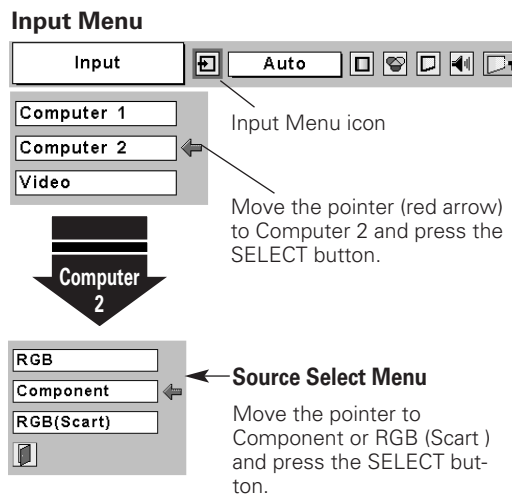 Input Menu
Input
Auto
Computer 1
Computer 2
Video
Input Menu icon
Move the pointer (red arrow)
to Computer 2 and press the
SELECT button.
Computer
2
RGB
Component
RGB(Scart)
Source Select Menu
Move the pointer to
Component or RGB (Scart )
and press the SELECT but-
ton.